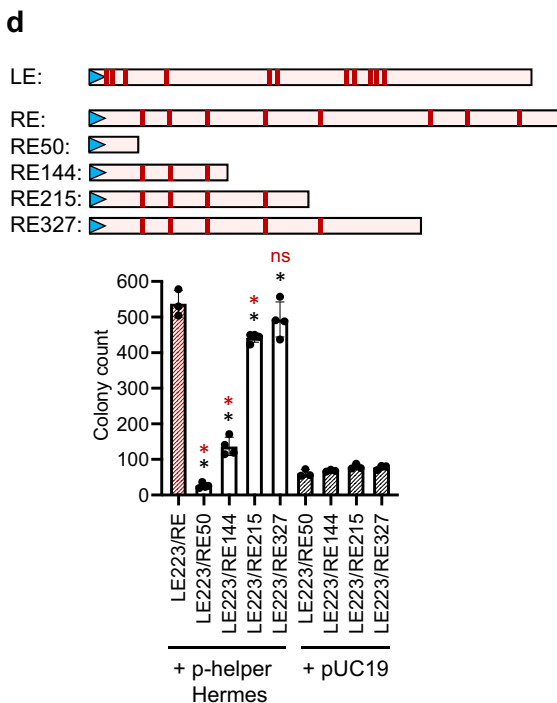 d
LE:
RE:
RE50:
RE144:
RE215:
RE327:
ns
*
*
*
*
*
*
*
600
500
400
300
200
100
0
Colony count
LE223/RE
LE223/RE50
LE223/RE144
LE223/RE215
LE223/RE327
LE223/RE50
LE223/RE144
LE223/RE215
LE223/RE327
+ p-helper
Hermes
+ pUC19